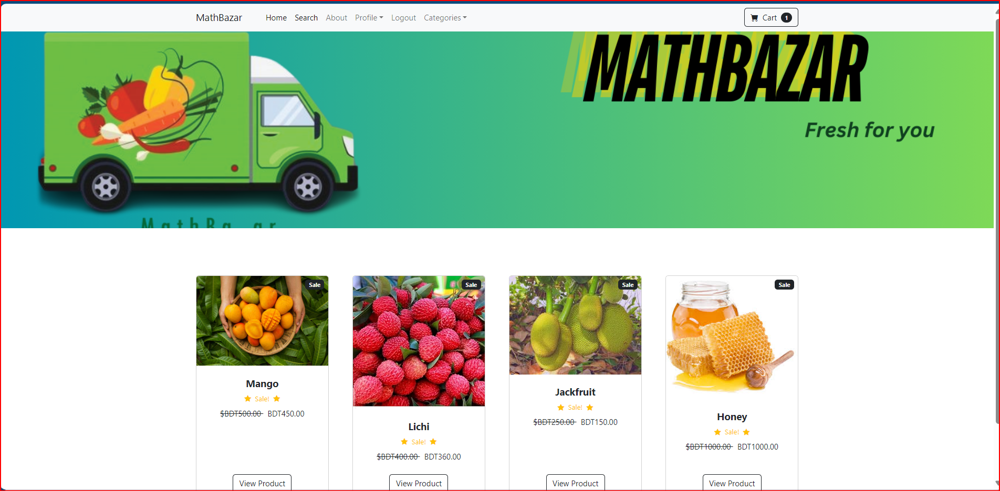 MathBazar Home Search About Profile Logout Categories Cart 1
MATHBAZAR
Fresh for you
MathBazar
Sale
Mango
Sale!
$BDT500.00 BDT450.00
View Product
Sale
Lichi
Sale!
$BDT400.00 BDT360.00
View Product
Sale
Jackfruit
Sale!
$BDT250.00 BDT150.00
View Product
Sale
Honey
Sale!
$BDT1000.00 BDT1000.00
View Product